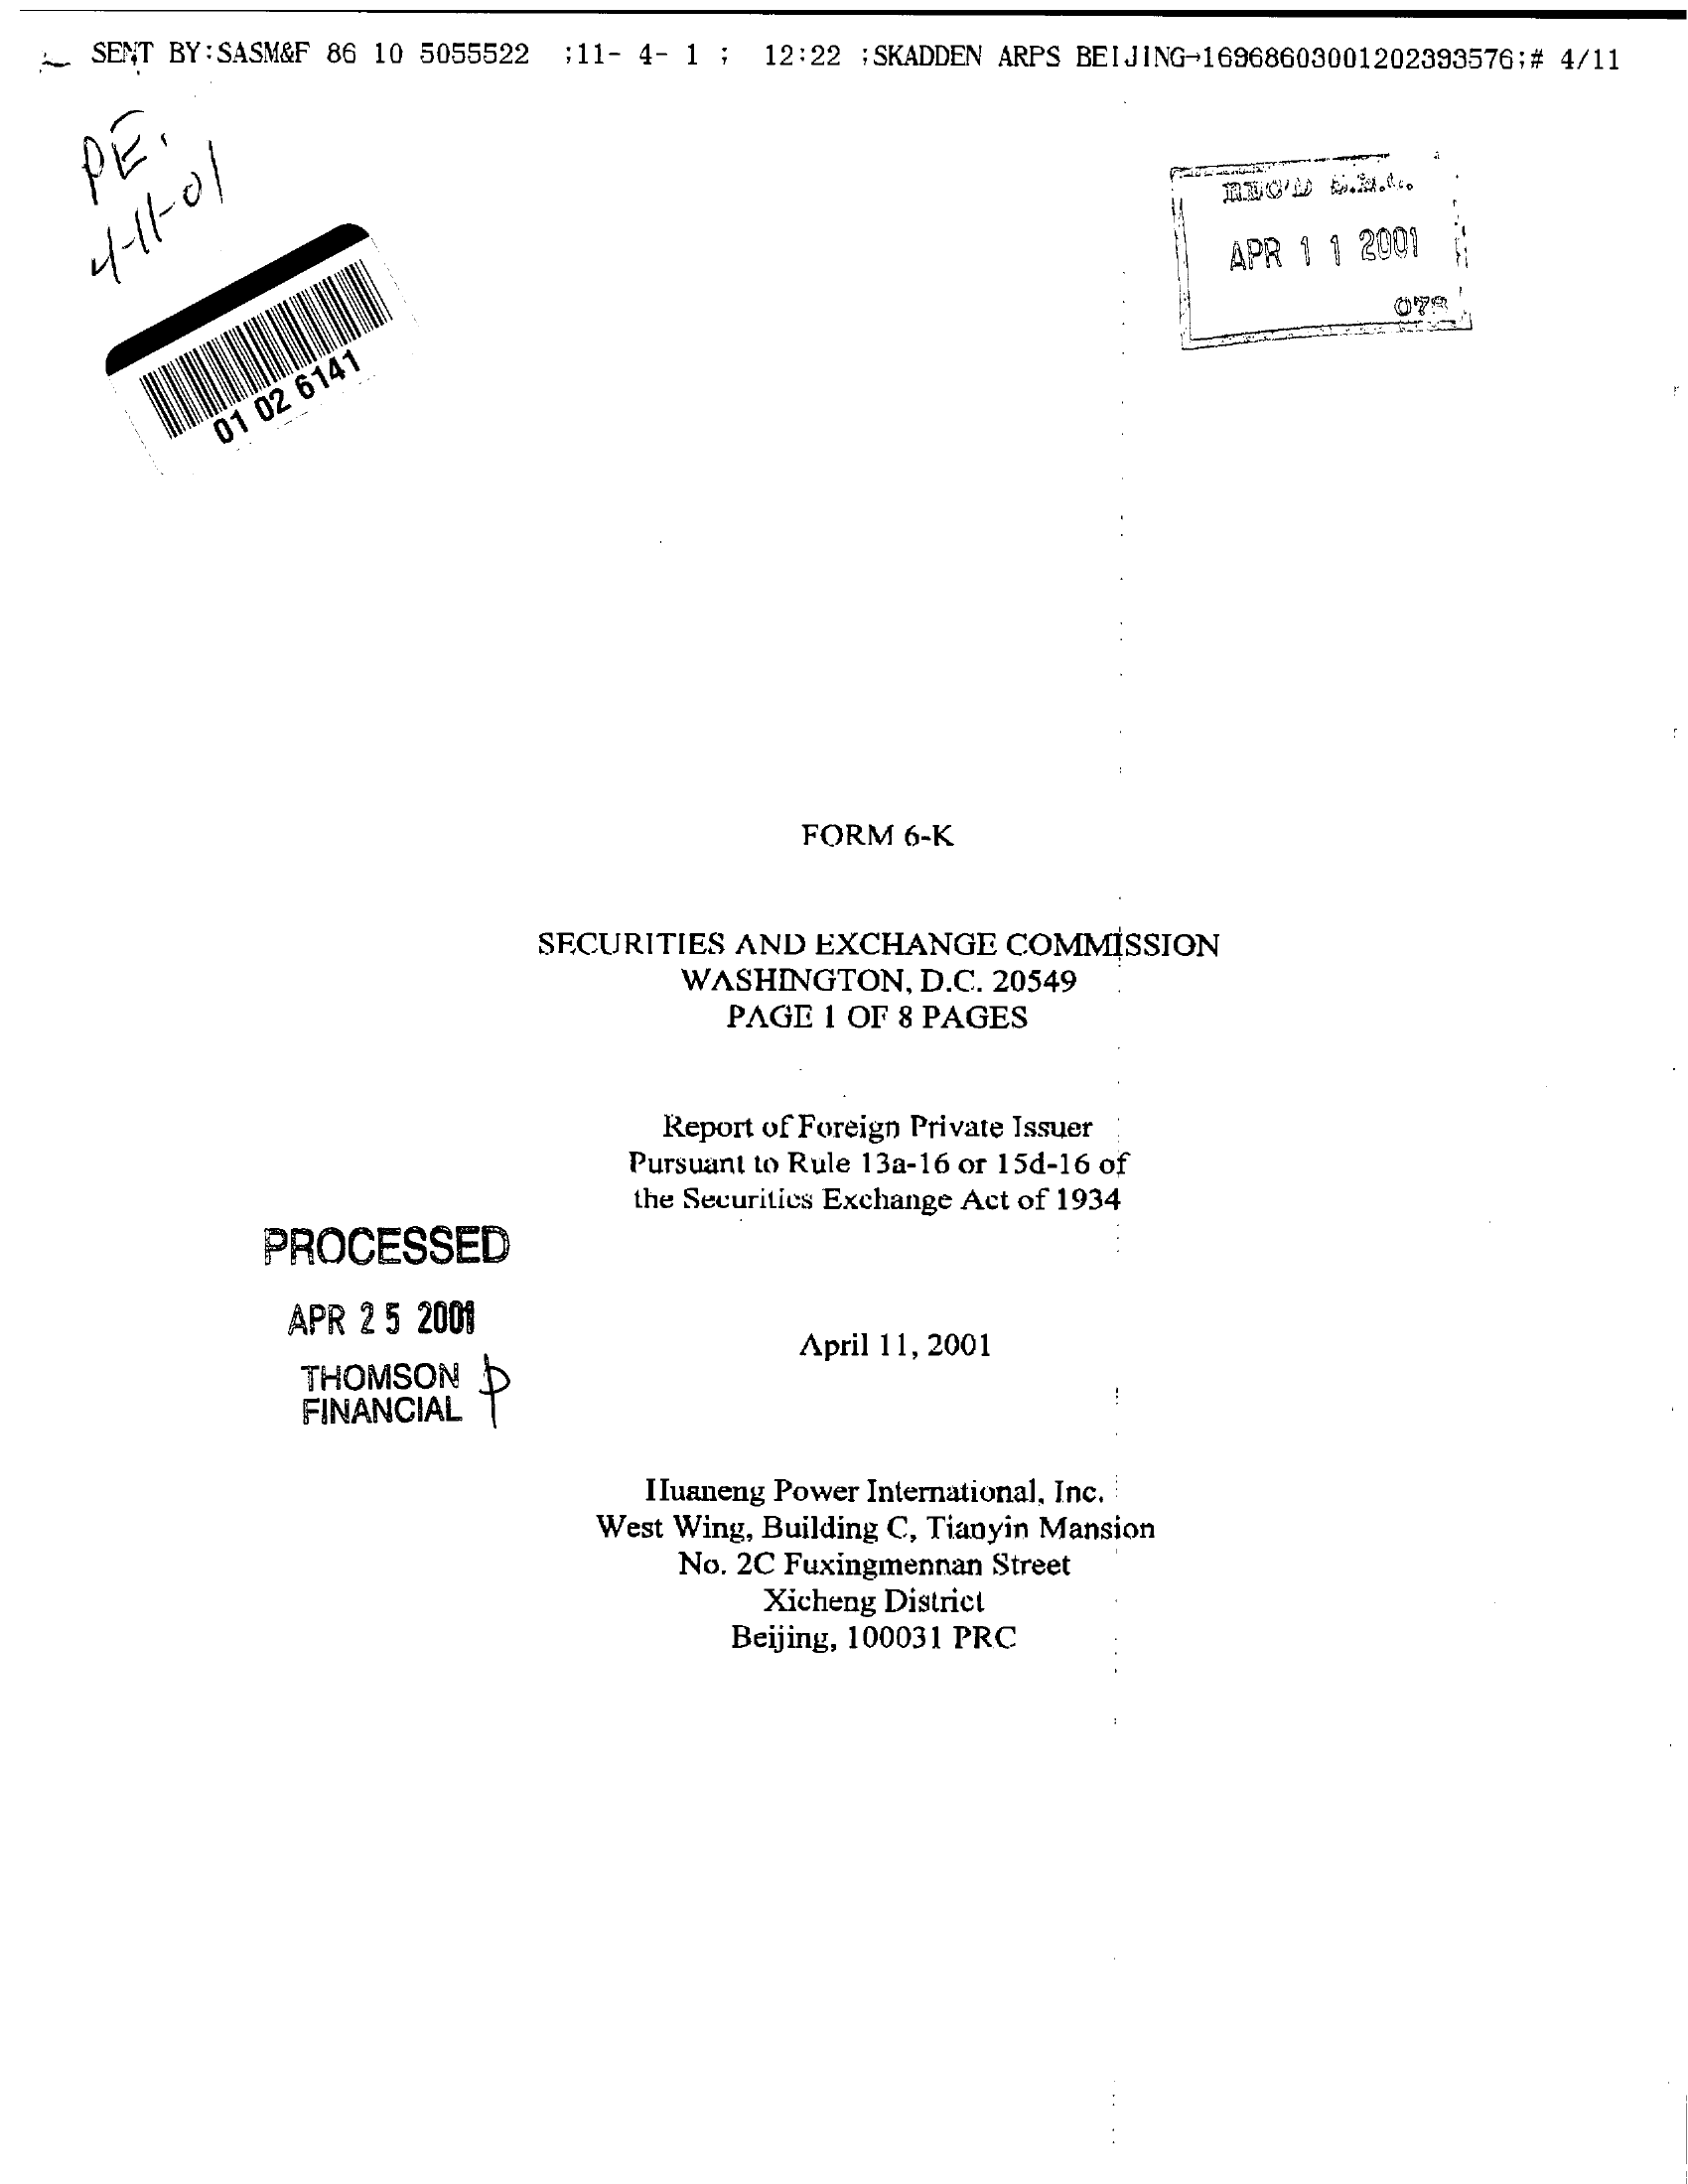 SENT BY:SASM&F 86 10 5055522 ;11- 4- 1 ; 12:22 ;SKADDEN ARPS BEIJING→16968603001202393576;# 4/11
PE.
4-11-01
01 02 6141
REC'D S.E.C.
APR 1 1 2001
073
FORM 6-K
SECURITIES AND EXCHANGE COMMISSION
WASHINGTON, D.C. 20549
PAGE 1 OF 8 PAGES
Report of Foreign Private Issuer
Pursuant to Rule 13a-16 or 15d-16 of
the Securities Exchange Act of 1934
PROCESSED
APR 2 5 2001
THOMSON
FINANCIAL
April 11, 2001
Huaneng Power International, Inc.
West Wing, Building C, Tianyin Mansion
No. 2C Fuxingmennan Street
Xicheng District
Beijing, 100031 PRC